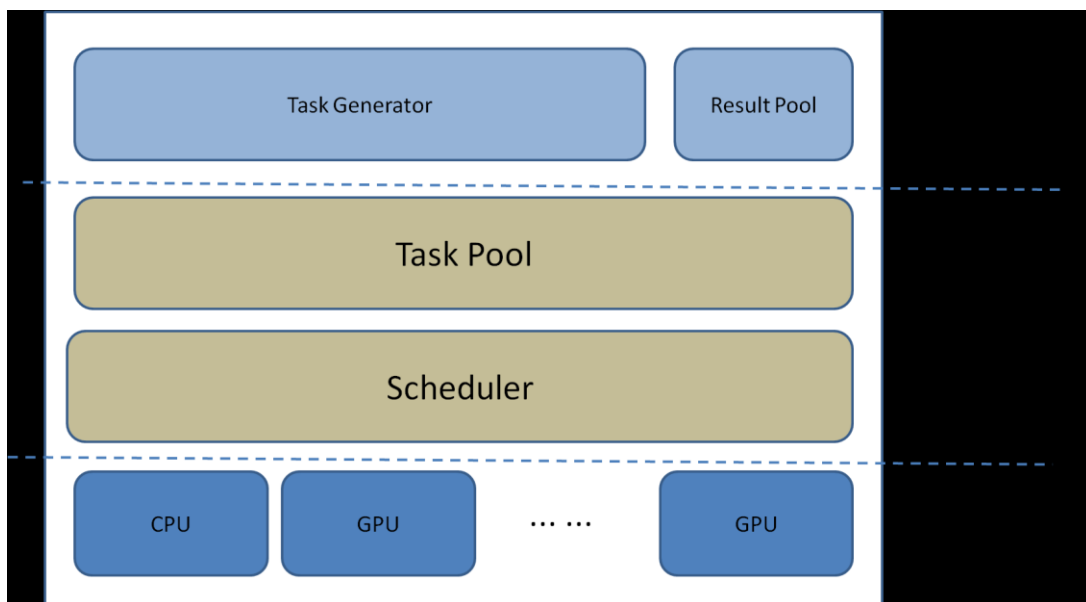 Task Generator
Result Pool
Task Pool
Scheduler
CPU
GPU
... ...
GPU